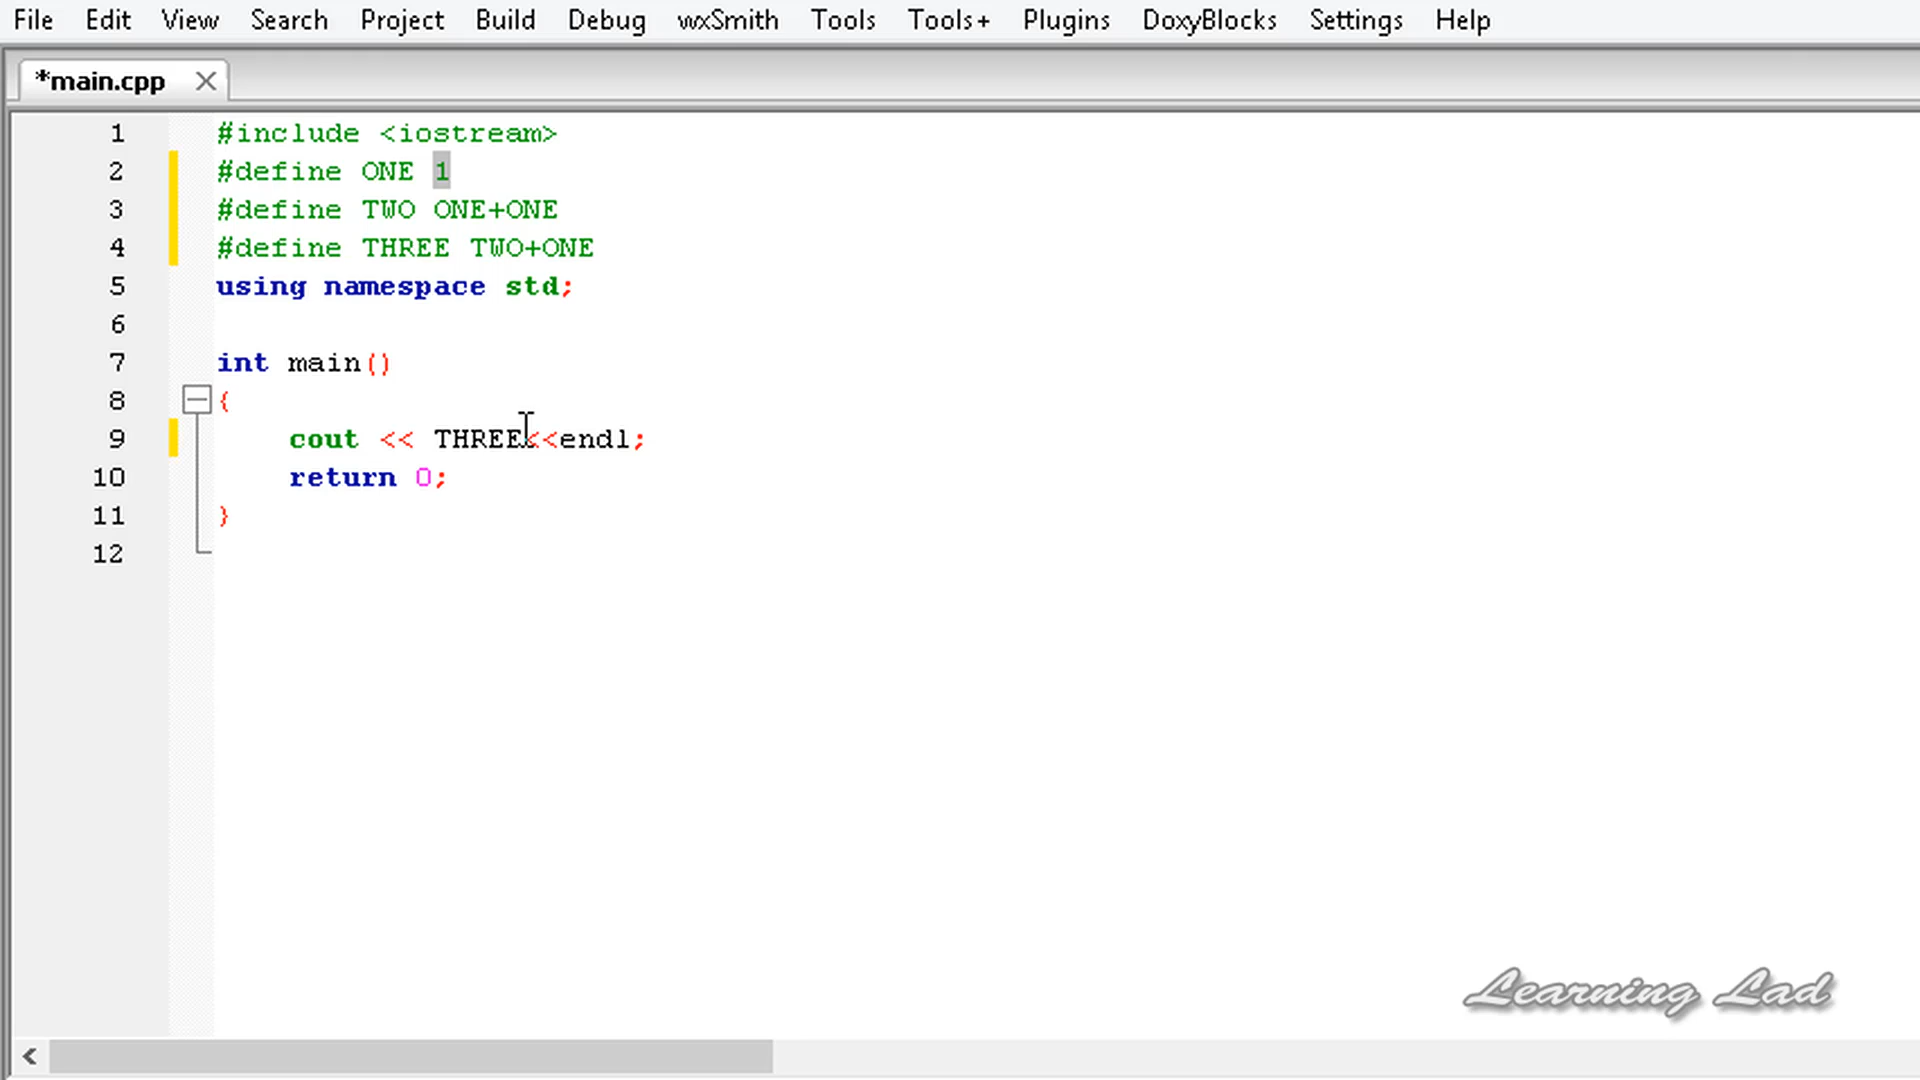 File Edit View Search Project Build Debug wxSmith Tools Tools+ Plugins DoxyBlocks Settings Help
*main.cpp
1 #include <iostream>
2 #define ONE 1
3 #define TWO ONE+ONE
4 #define THREE TWO+ONE
5 using namespace std;
6
7 int main()
8 {
9 cout << THREE<<endl;
10 return 0;
11 }
12
Learning Lad